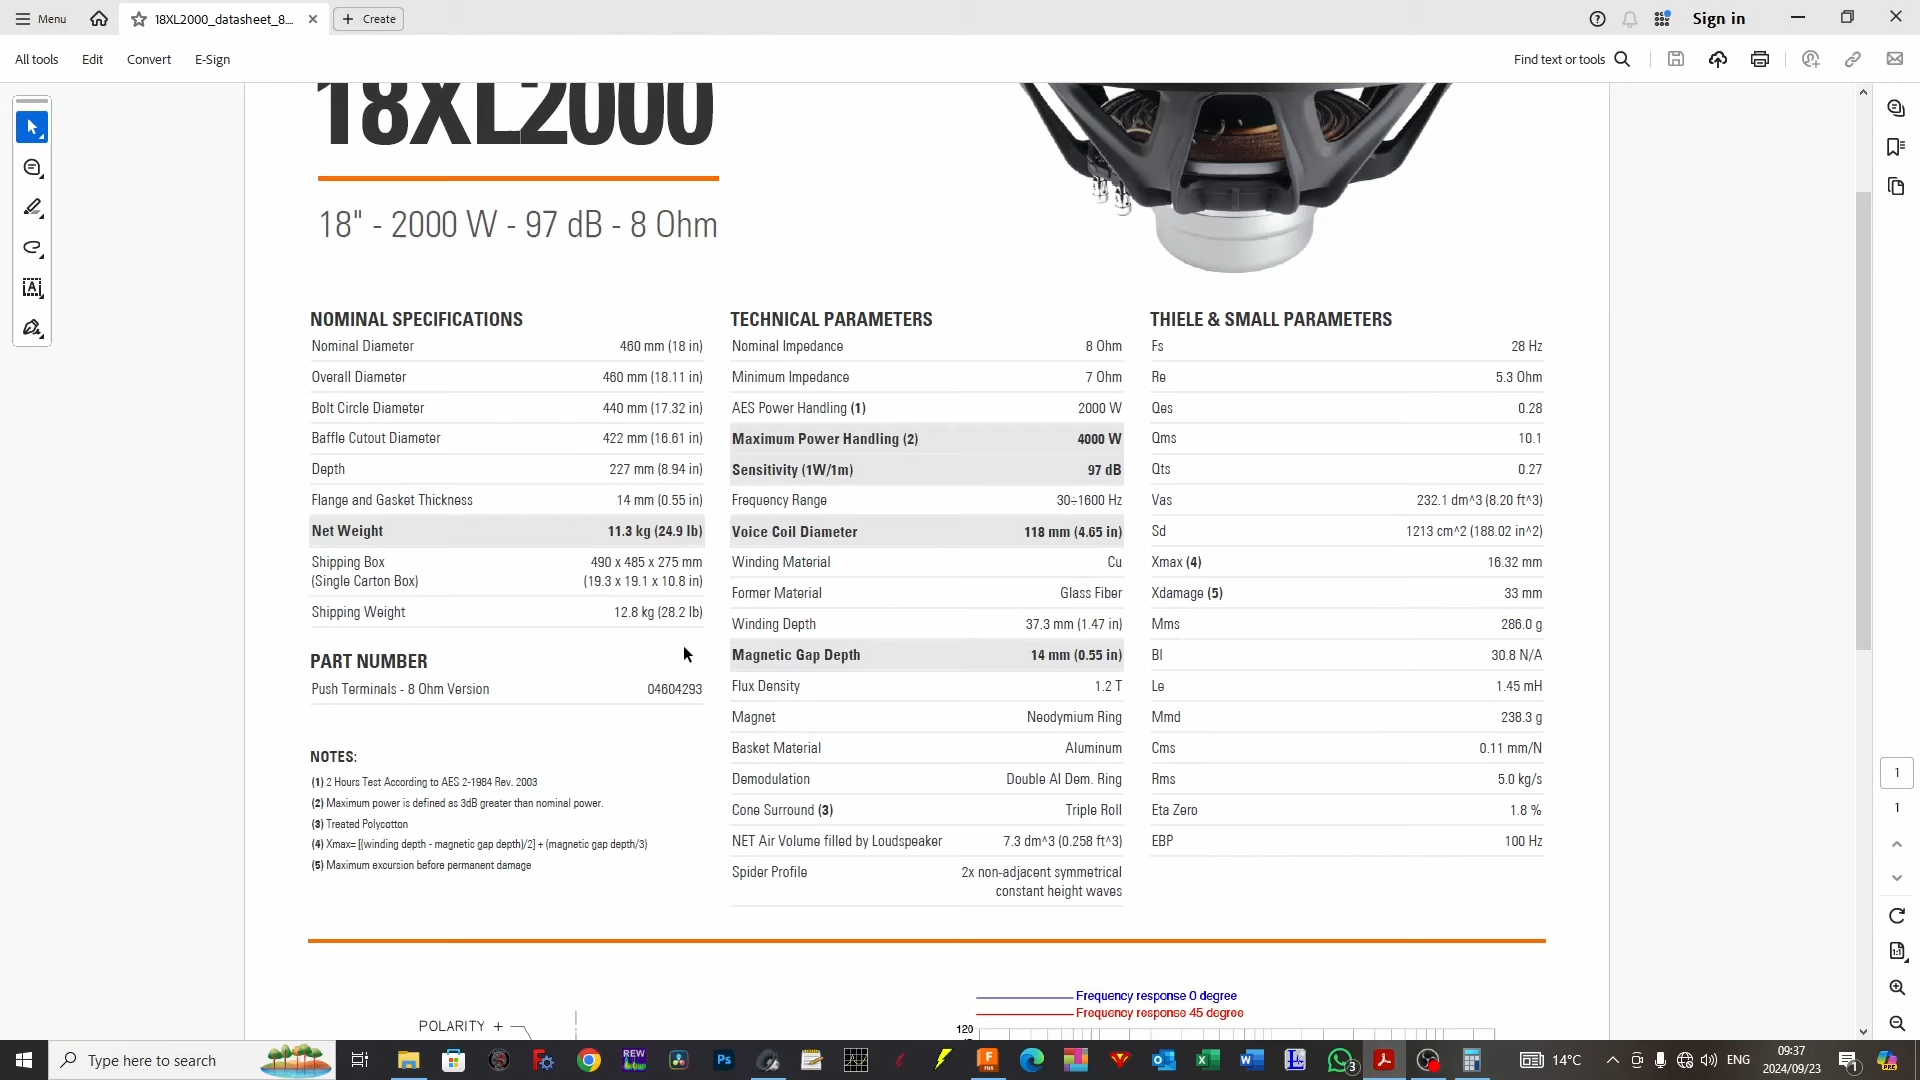 Menu
18XL2000_datasheet_8...
Create
Sign in
All tools
Edit
Convert
E-Sign
Find text or tools
18XL2000
18" - 2000 W - 97 dB - 8 Ohm
NOMINAL SPECIFICATIONS
Nominal Diameter 460 mm (18 in)
Overall Diameter 460 mm (18.11 in)
Bolt Circle Diameter 440 mm (17.32 in)
Baffle Cutout Diameter 422 mm (16.61 in)
Depth 227 mm (8.94 in)
Flange and Gasket Thickness 14 mm (0.55 in)
Net Weight 11.3 kg (24.9 lb)
Shipping Box 490 x 485 x 275 mm
(Single Carton Box) (19.3 x 19.1 x 10.8 in)
Shipping Weight 12.8 kg (28.2 lb)
PART NUMBER
Push Terminals - 8 Ohm Version 04604293
NOTES:
(1) 2 Hours Test According to AES 2-1984 Rev. 2003
(2) Maximum power is defined as 3dB greater than nominal power.
(3) Treated Polycotton
(4) Xmax= [(winding depth - magnetic gap depth)/2] + (magnetic gap depth/3)
(5) Maximum excursion before permanent damage
TECHNICAL PARAMETERS
Nominal Impedance 8 Ohm
Minimum Impedance 7 Ohm
AES Power Handling (1) 2000 W
Maximum Power Handling (2) 4000 W
Sensitivity (1W/1m) 97 dB
Frequency Range 30÷1600 Hz
Voice Coil Diameter 118 mm (4.65 in)
Winding Material Cu
Former Material Glass Fiber
Winding Depth 37.3 mm (1.47 in)
Magnetic Gap Depth 14 mm (0.55 in)
Flux Density 1.2 T
Magnet Neodymium Ring
Basket Material Aluminum
Demodulation Double Al Dem. Ring
Cone Surround (3) Triple Roll
NET Air Volume filled by Loudspeaker 7.3 dm^3 (0.258 ft^3)
Spider Profile 2x non-adjacent symmetrical
constant height waves
THIELE & SMALL PARAMETERS
Fs 28 Hz
Re 5.3 Ohm
Qes 0.28
Qms 10.1
Qts 0.27
Vas 232.1 dm^3 (8.20 ft^3)
Sd 1213 cm^2 (188.02 in^2)
Xmax (4) 16.32 mm
Xdamage (5) 33 mm
Mms 286.0 g
Bl 30.8 N/A
Le 1.45 mH
Mmd 238.3 g
Cms 0.11 mm/N
Rms 5.0 kg/s
Eta Zero 1.8 %
EBP 100 Hz
1
1
POLARITY +
Frequency response 0 degree
Frequency response 45 degree
120
Type here to search
REW
Ps
3
14°C
ENG
09:37
2024/09/23
1